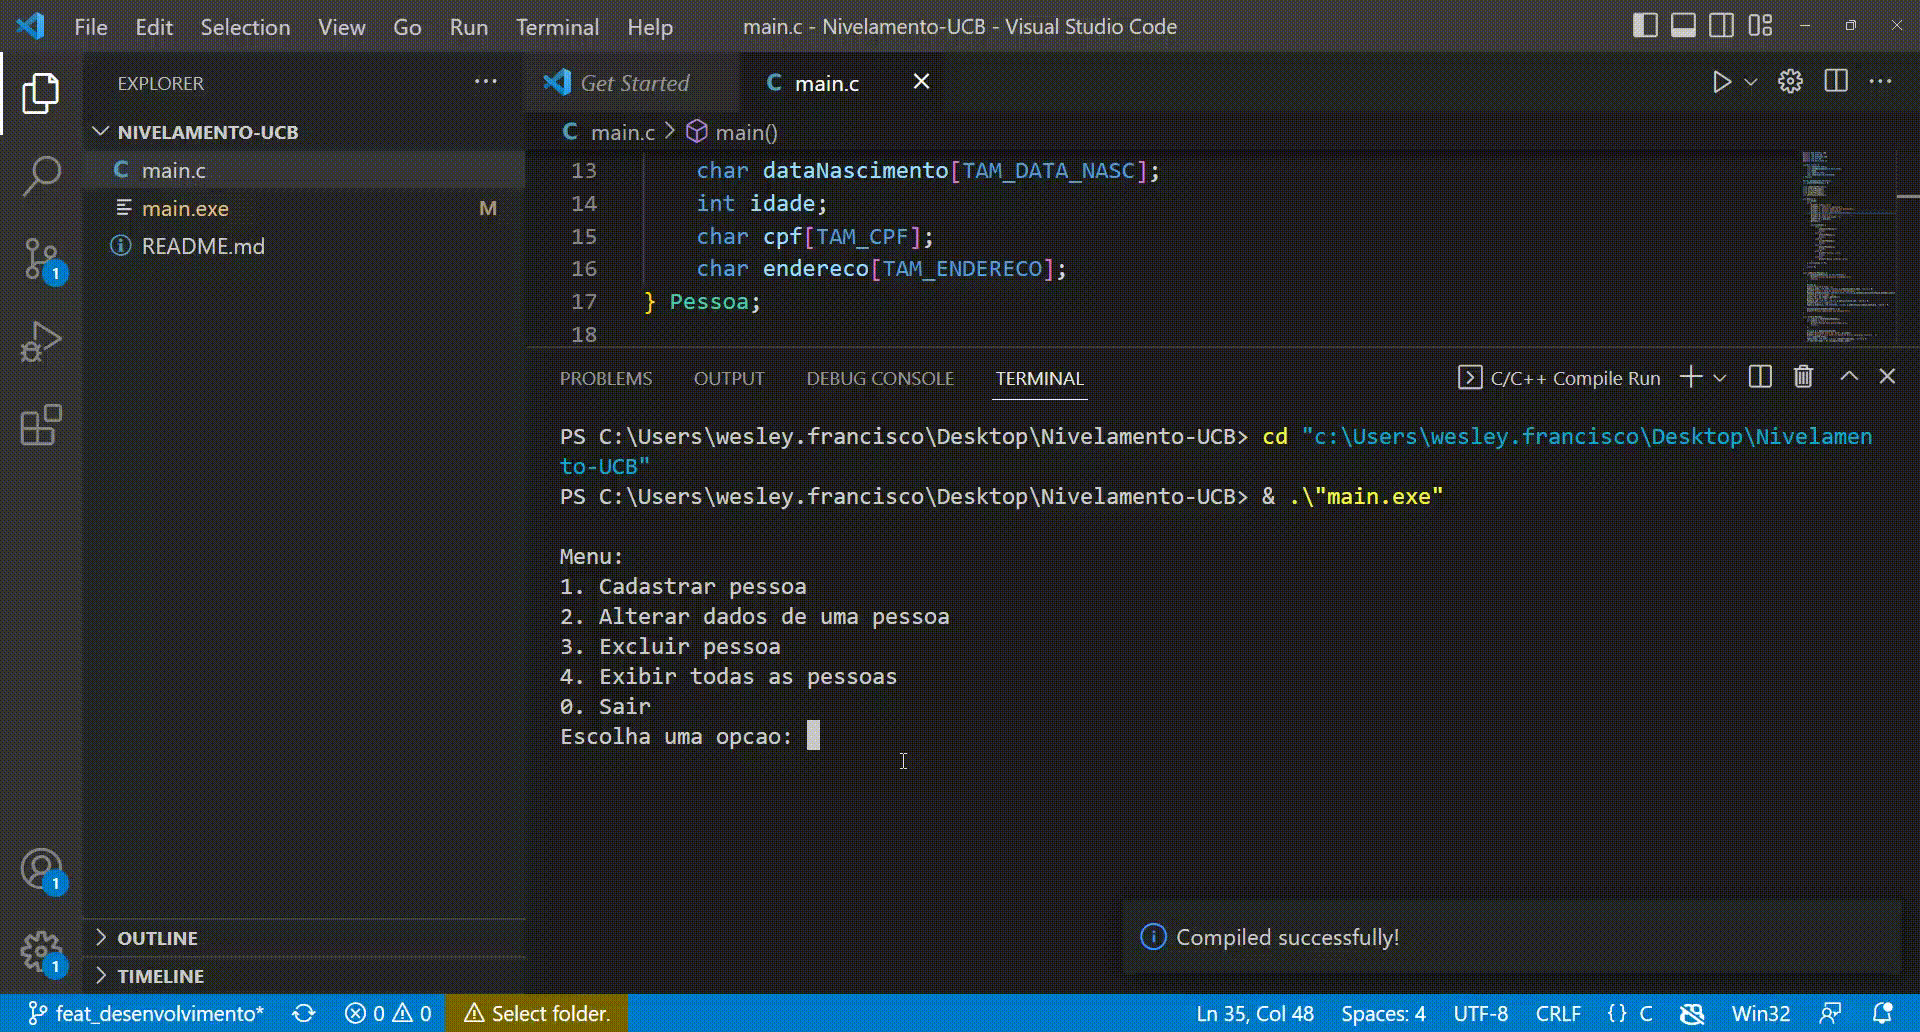 File Edit Selection View Go Run Terminal Help
main.c - Nivelamento-UCB - Visual Studio Code
EXPLORER
NIVELAMENTO-UCB
C main.c
main.exe M
README.md
1
1
1
OUTLINE
TIMELINE
Get Started
C main.c
C main.c > main()
13 char dataNascimento[TAM_DATA_NASC];
14 int idade;
15 char cpf[TAM_CPF];
16 char endereco[TAM_ENDERECO];
17 } Pessoa;
18
PROBLEMS OUTPUT DEBUG CONSOLE TERMINAL
C/C++ Compile Run
PS C:\Users\wesley.francisco\Desktop\Nivelamento-UCB> cd "c:\Users\wesley.francisco\Desktop\Nivelamen
to-UCB"
PS C:\Users\wesley.francisco\Desktop\Nivelamento-UCB> & .\"main.exe"
Menu:
1. Cadastrar pessoa
2. Alterar dados de uma pessoa
3. Excluir pessoa
4. Exibir todas as pessoas
0. Sair
Escolha uma opcao:
Compiled successfully!
feat_desenvolvimento* 0 0 Select folder. Ln 35, Col 48 Spaces: 4 UTF-8 CRLF {} C Win32